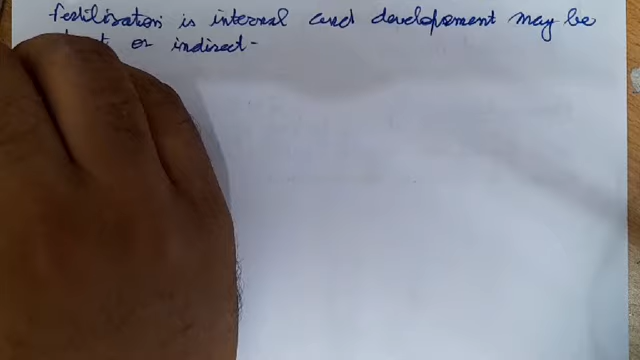 Fertilisation is internal and development may be
or indirect-